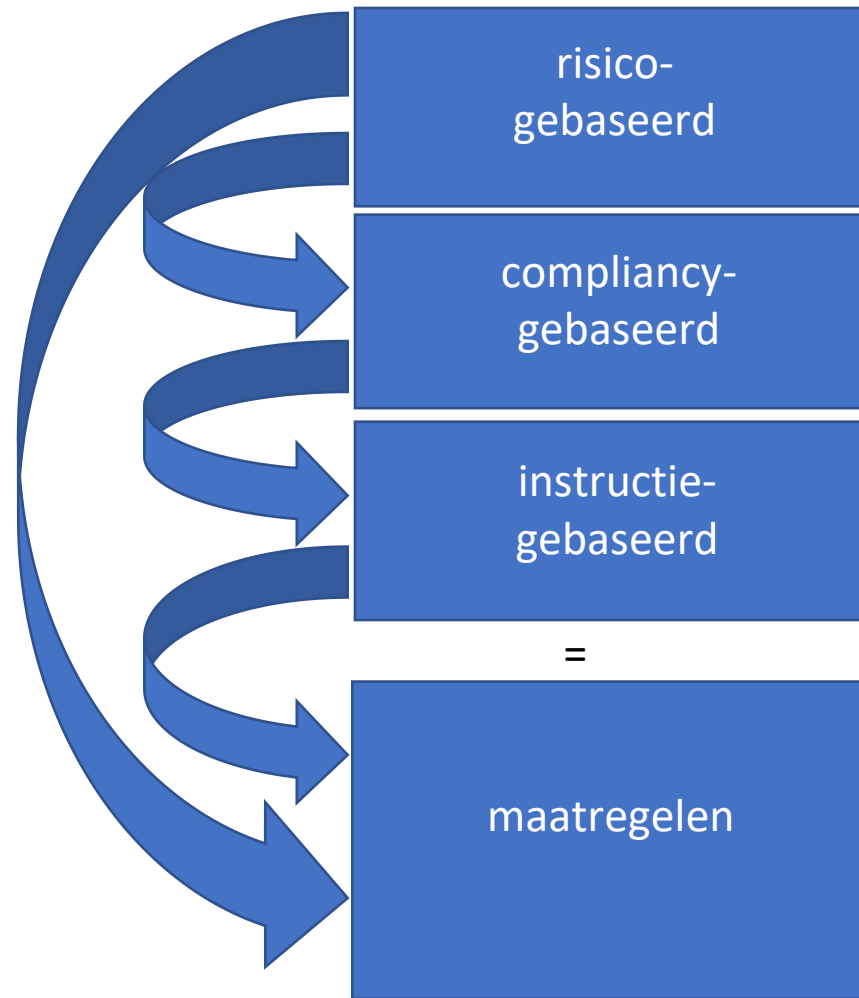 risico-
gebaseerd
compliancy-
gebaseerd
instructie-
gebaseerd
=
maatregelen